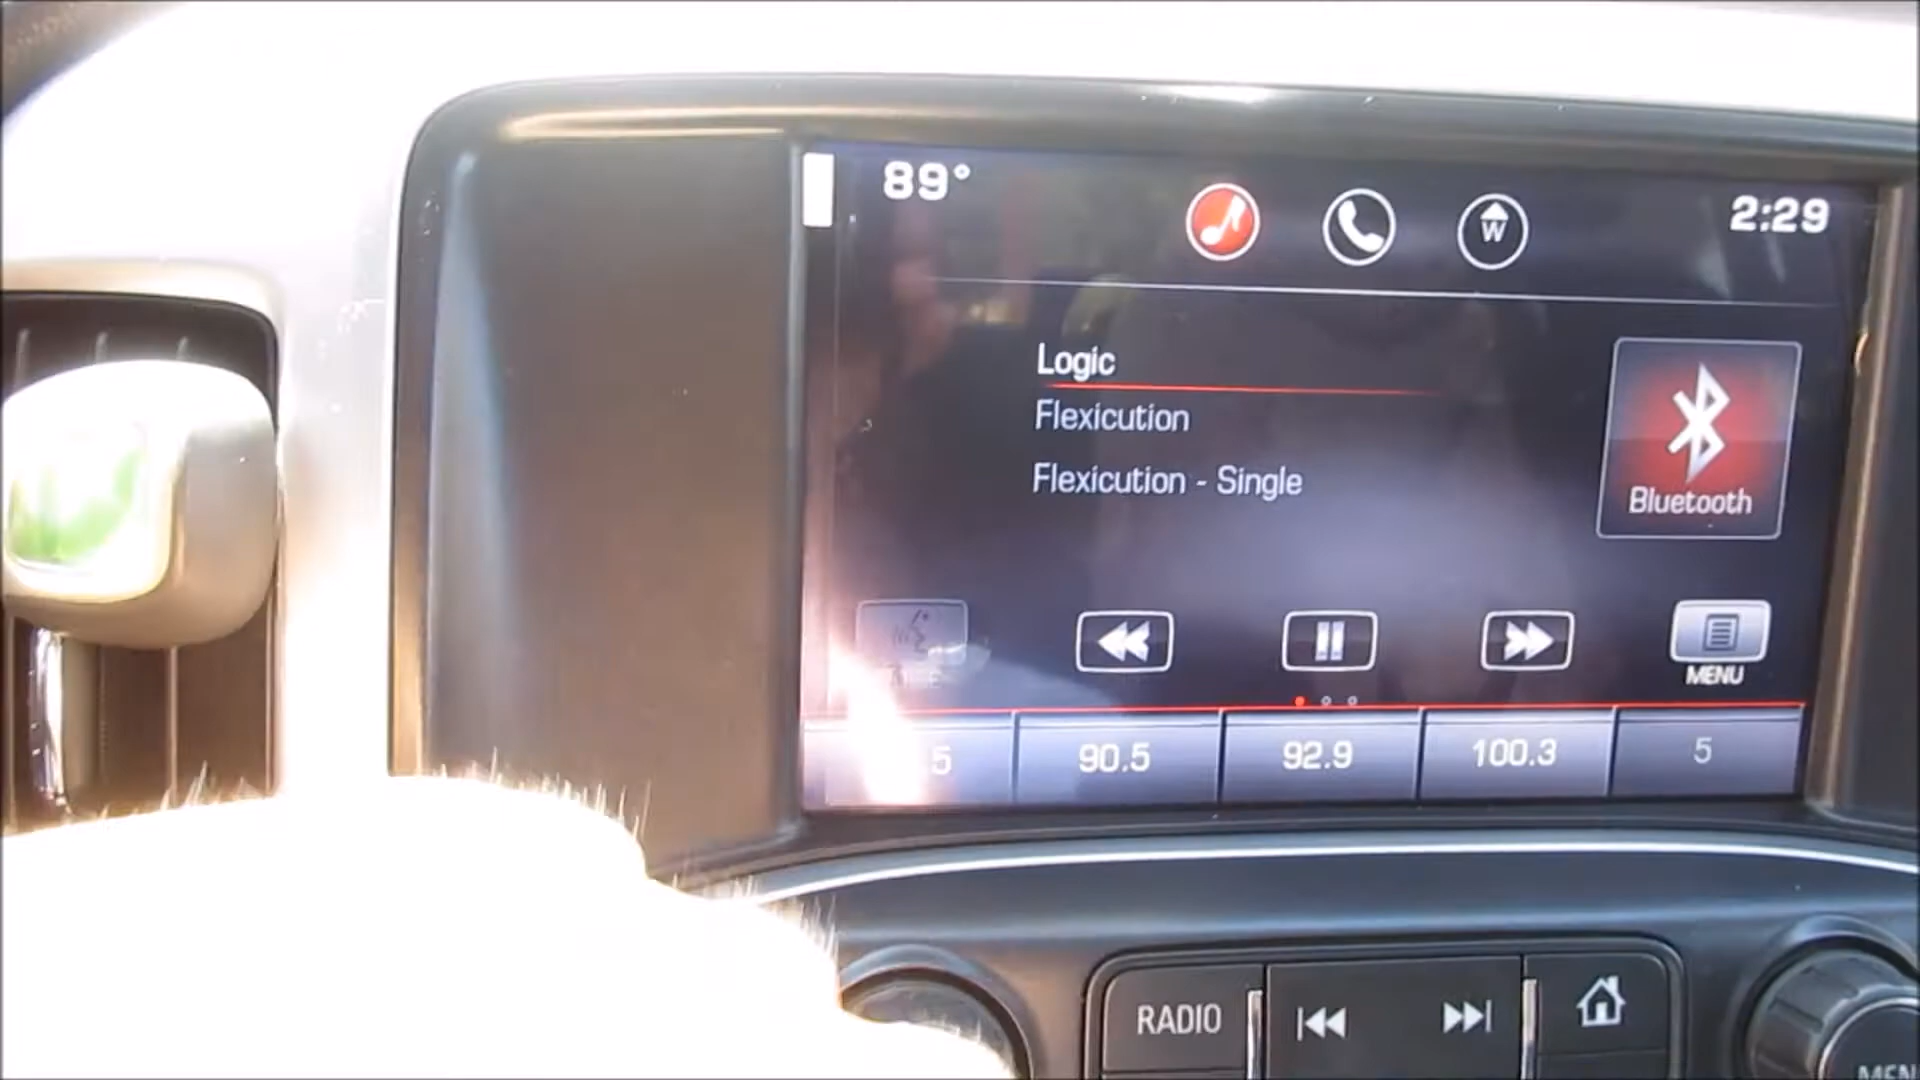 89°
W
2:29
Logic
Flexicution
Flexicution - Single
Bluetooth
MENU
5
90.5
92.9
100.3
5
RADIO